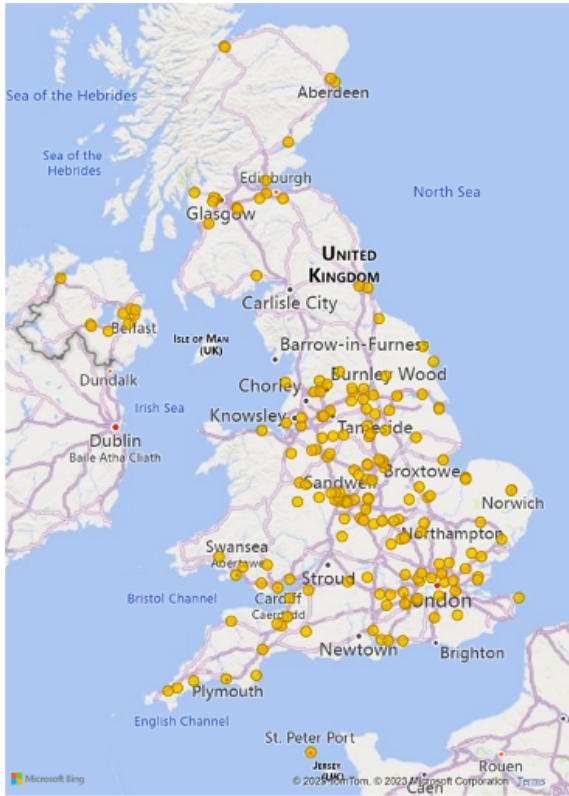 Sea of the Hebrides
Aberdeen
Sea of the
Hebrides
Edinburgh
North Sea
Glasgow
UNITED
KINGDOM
Carlisle City
Belfast
ISLE OF MAN
(UK)
Barrow-in-Furness
Dundalk
Burnley Wood
Chorley
Irish Sea
Knowsley
Tameside
Dublin
Baile Átha Cliath
Broxtowe
Sandwell
Norwich
Northampton
Swansea
Abertawe
Stroud
Bristol Channel
Cardiff
Caerdydd
London
Newtown
Brighton
Plymouth
English Channel
St. Peter Port
JERSEY
(UK)
Rouen
Microsoft Bing
© 2023 TomTom, © 2023 Microsoft Corporation Terms
Caen